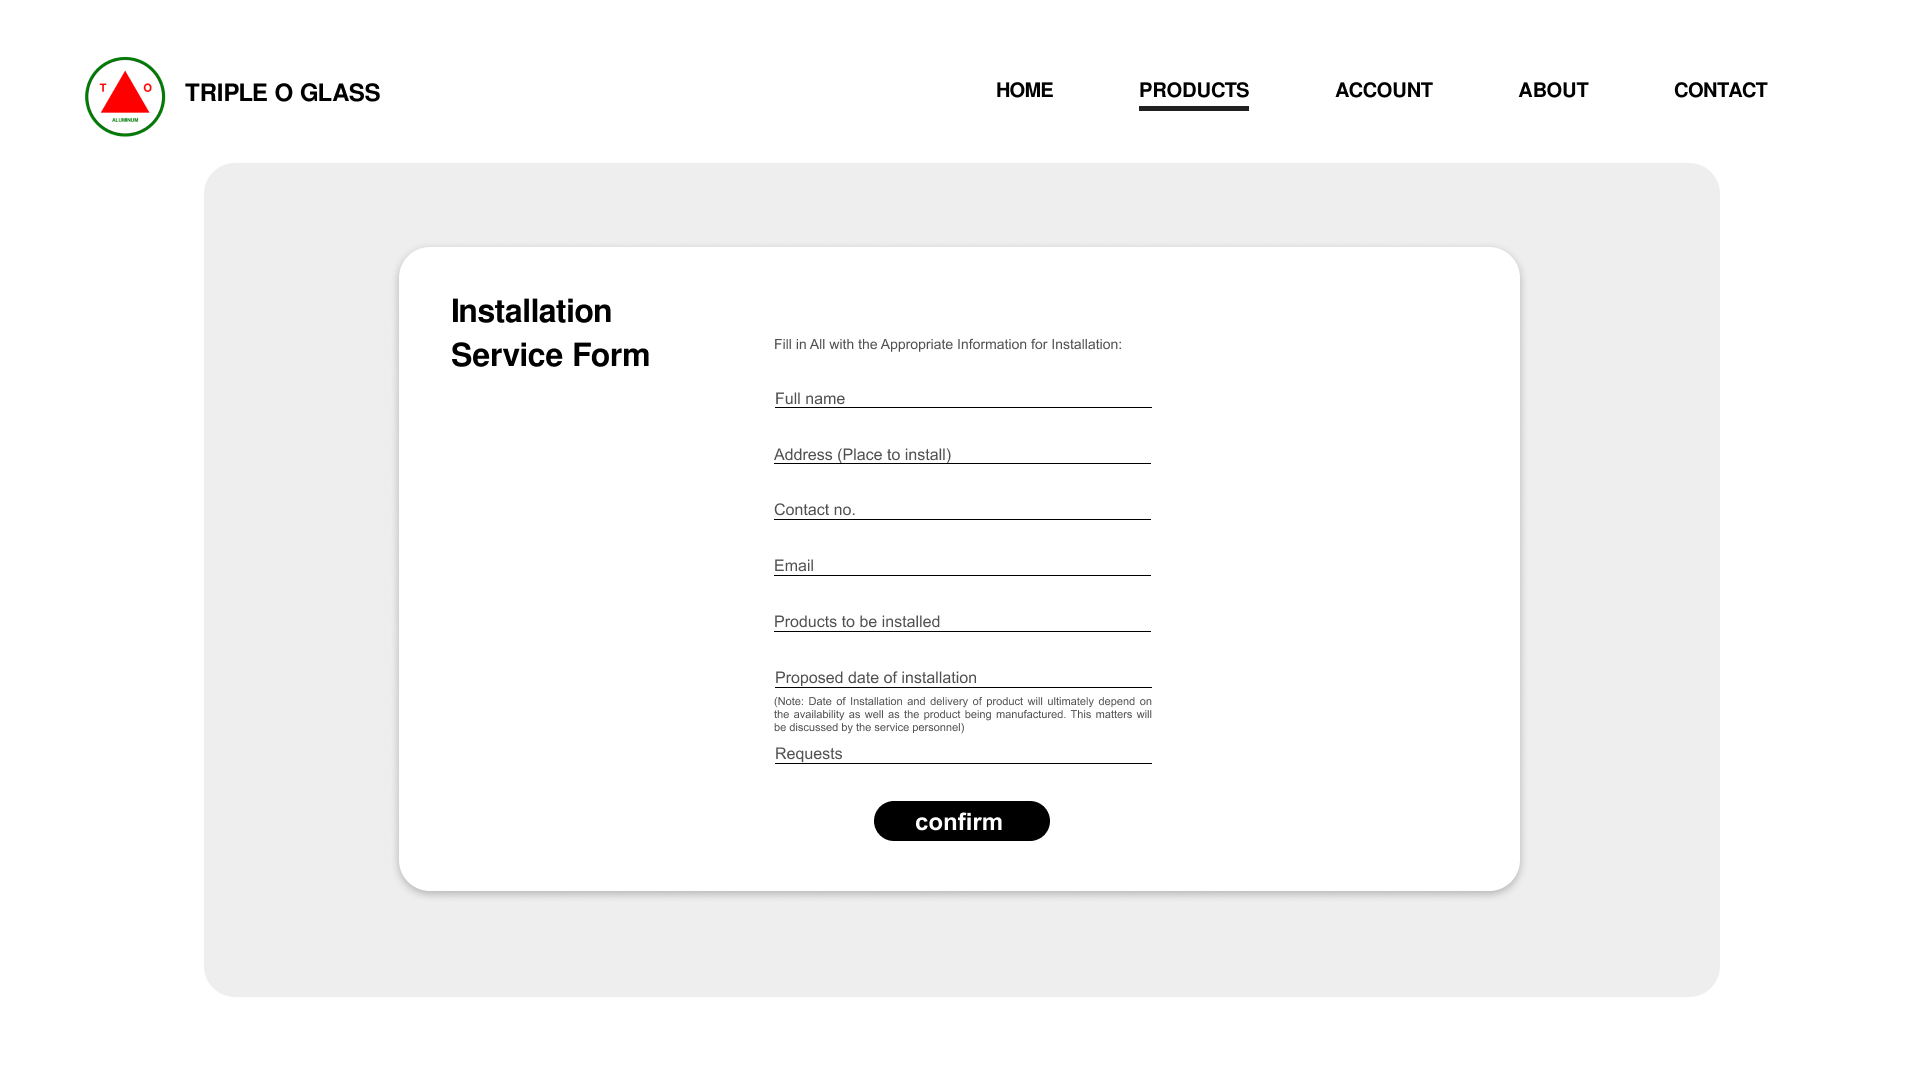 T O
ALUMINUM
TRIPLE O GLASS
HOME PRODUCTS ACCOUNT ABOUT CONTACT
Installation
Service Form
Fill in All with the Appropriate Information for Installation:
Full name
Address (Place to install)
Contact no.
Email
Products to be installed
Proposed date of installation
(Note: Date of Installation and delivery of product will ultimately depend on
the availability as well as the product being manufactured. This matters will
be discussed by the service personnel)
Requests
confirm